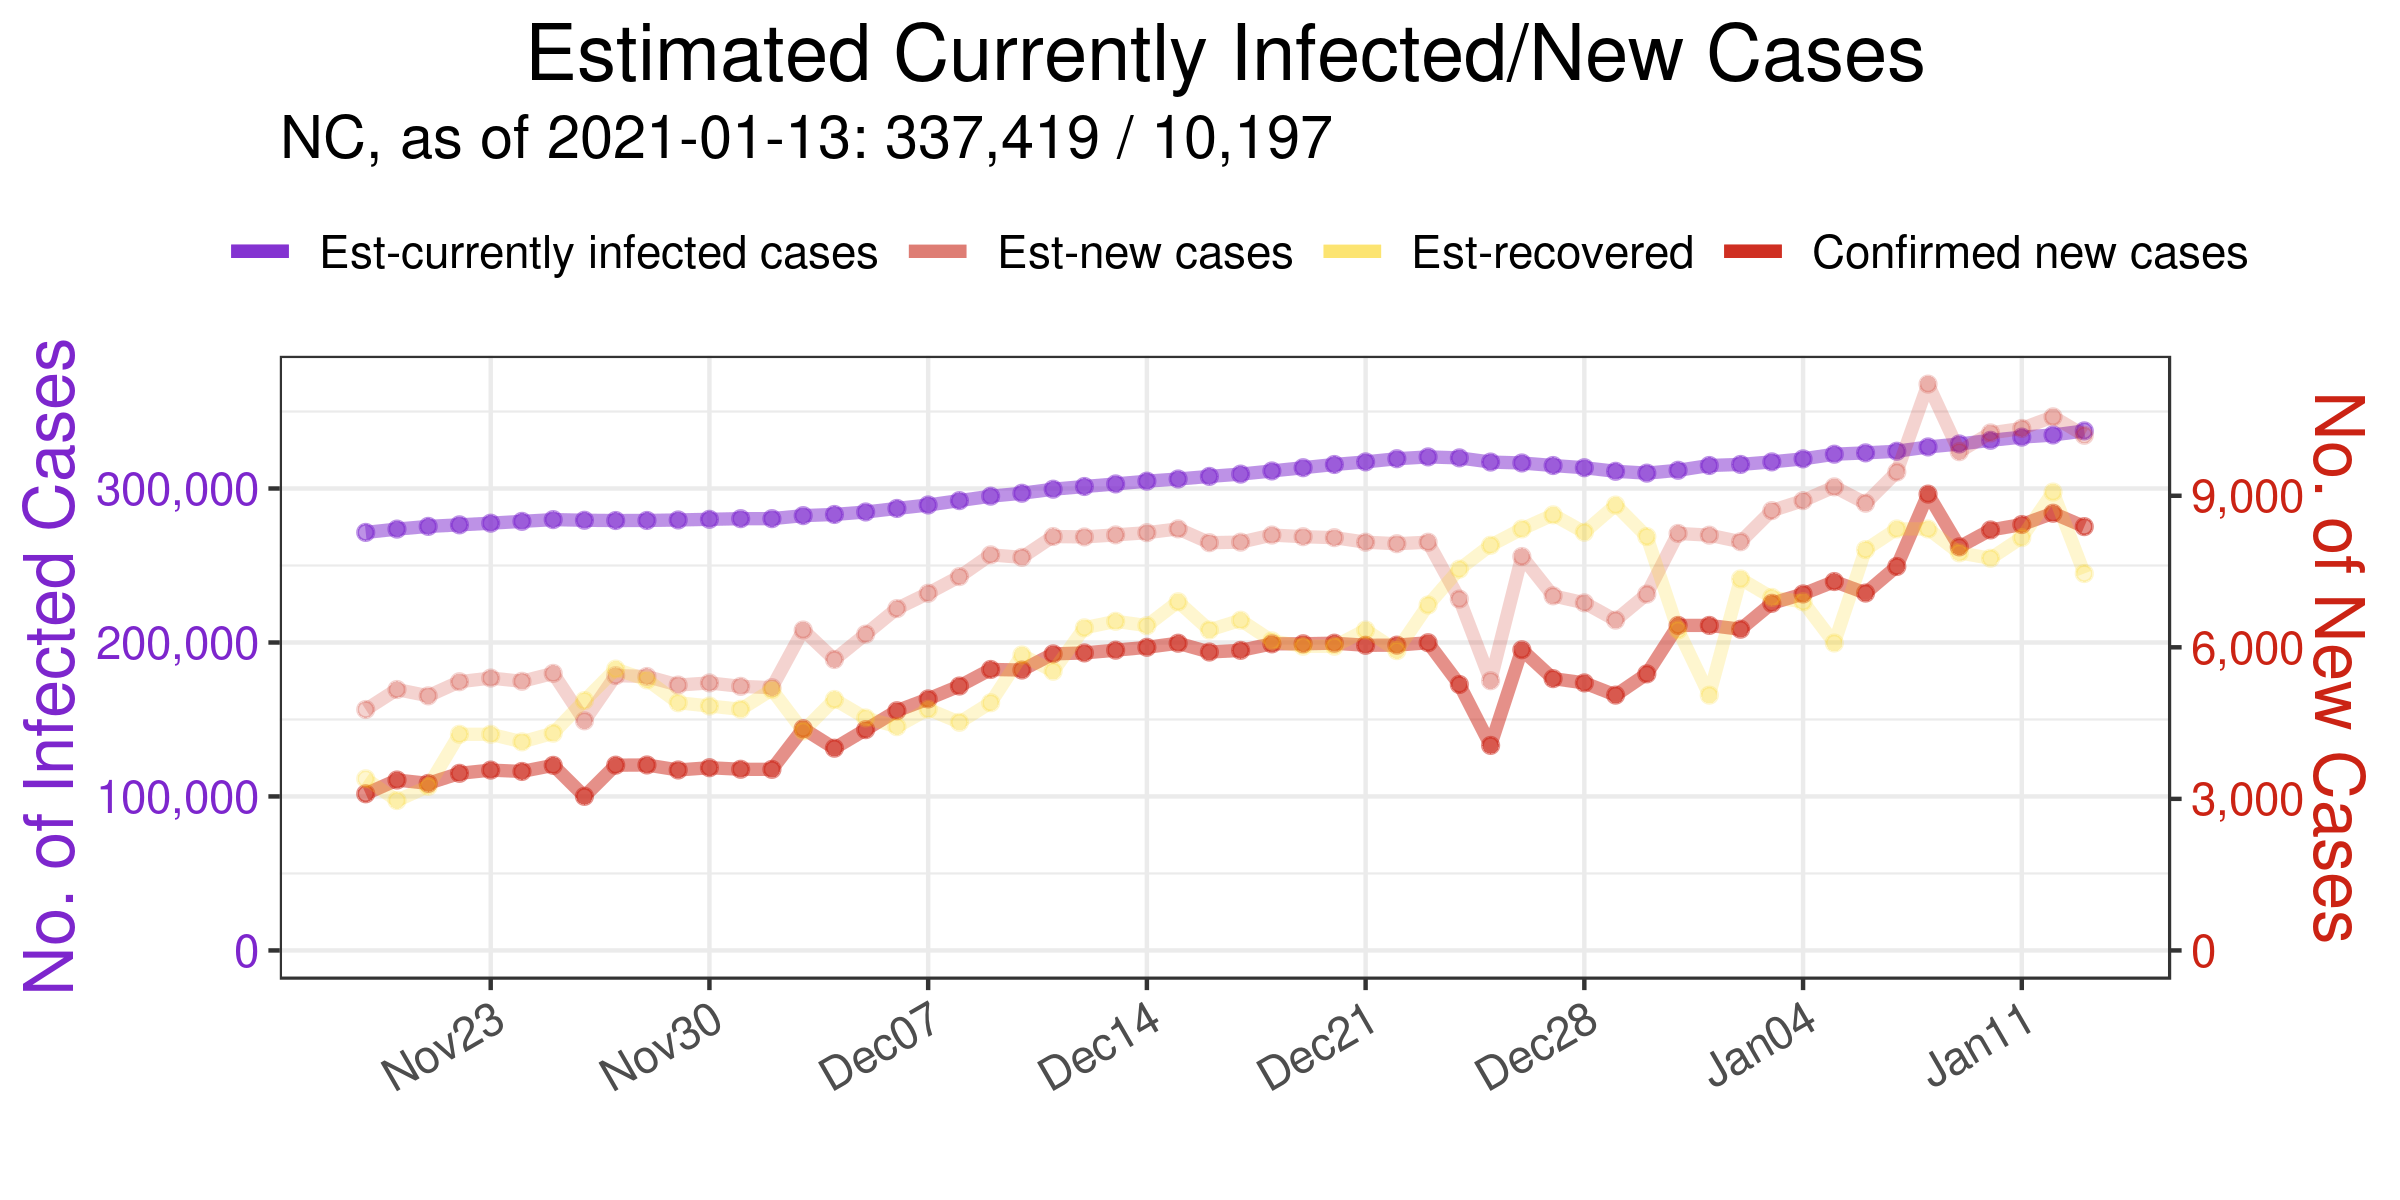 Estimated Currently Infected/New Cases
NC, as of 2021-01-13: 337,419 / 10,197
Est-currently infected cases Est-new cases Est-recovered Confirmed new cases
No. of Infected Cases
300,000
200,000
100,000
0
9,000
6,000
3,000
0
No. of New Cases
Nov23 Nov30 Dec07 Dec14 Dec21 Dec28 Jan04 Jan11